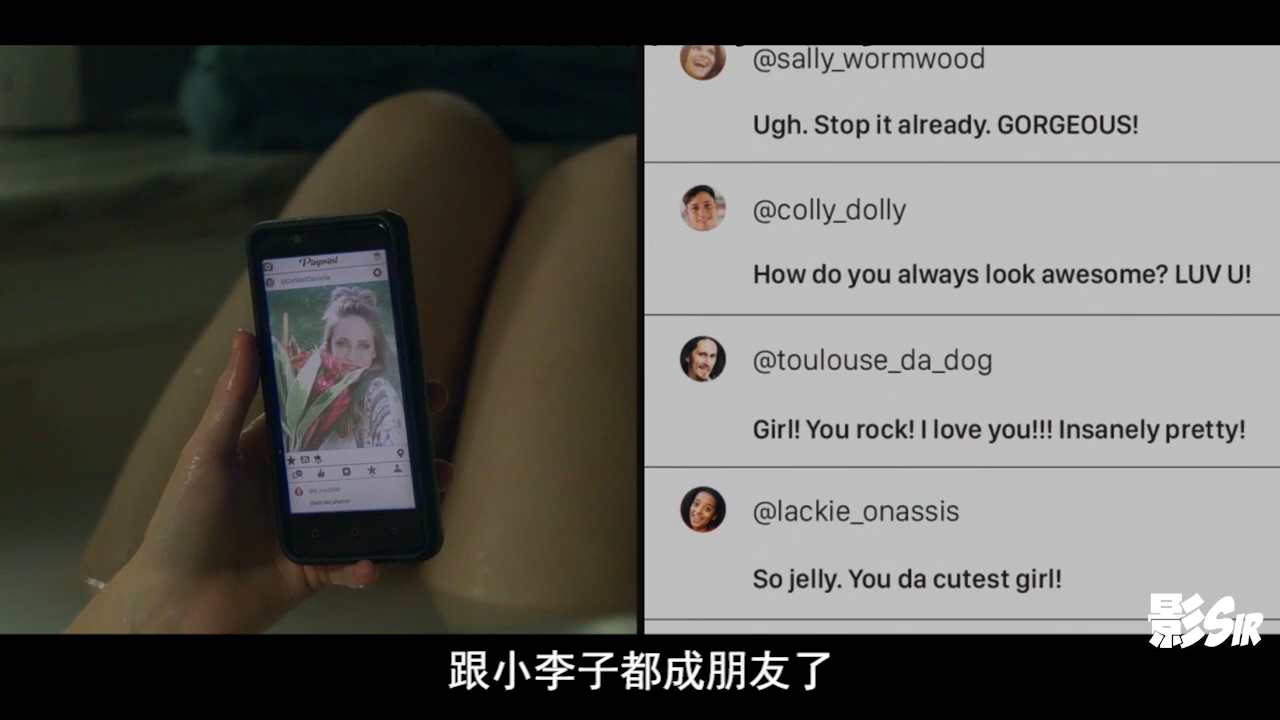 Pinprint
@sally_wormwood
Ugh. Stop it already. GORGEOUS!
@colly_dolly
How do you always look awesome? LUV U!
@toulouse_da_dog
Girl! You rock! I love you!!! Insanely pretty!
@lackie_onassis
So jelly. You da cutest girl!
影SIR
跟小李子都成朋友了